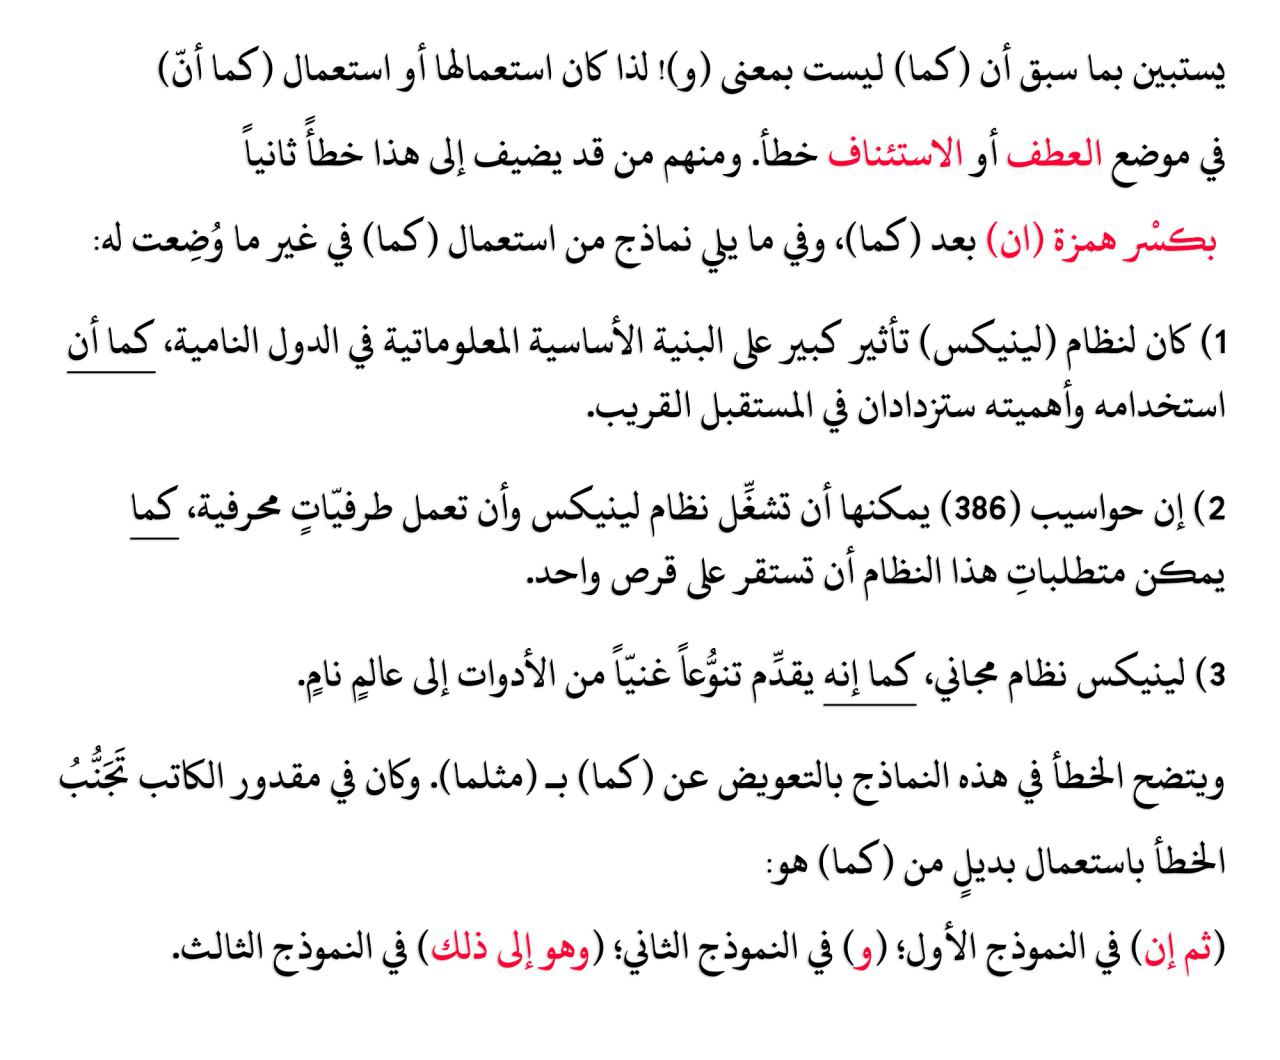 يستبين بما سبق أن (كما) ليست بمعنى (و)! لذا كان استعمالها أو استعمال (كما أنّ)
في موضع العطف أو الاستئناف خطأ. ومنهم من قد يضيف إلى هذا خطأً ثانياً
بكسْر همزة (ان) بعد (كما)، وفي ما يلي نماذج من استعمال (كما) في غير ما وُضِعت له:
1) كان لنظام (لينيكس) تأثير كبير على البنية الأساسية المعلوماتية في الدول النامية، كما أن
استخدامه وأهميته ستزدادان في المستقبل القريب.
2) إن حواسيب (386) يمكنها أن تشغِّل نظام لينيكس وأن تعمل طرفيّاتٍ محرفية، كما
يمكن متطلباتِ هذا النظام أن تستقر على قرص واحد.
3) لينيكس نظام مجاني، كما إنه يقدِّم تنوُّعاً غنيّاً من الأدوات إلى عالمٍ نامٍ.
ويتضح الخطأ في هذه النماذج بالتعويض عن (كما) بـ (مثلما). وكان في مقدور الكاتب تَجَنُّبُ
الخطأ باستعمال بديلٍ من (كما) هو:
(ثم إن) في النموذج الأول؛ (و) في النموذج الثاني؛ (وهو إلى ذلك) في النموذج الثالث.